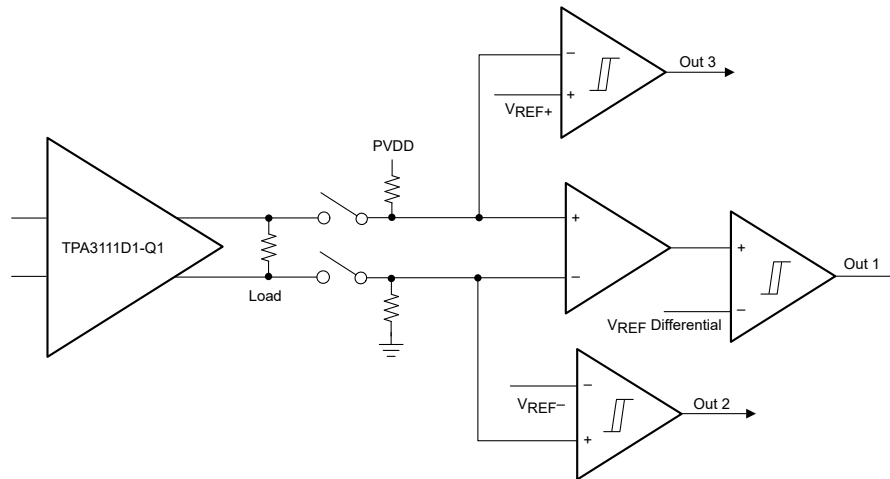 Out 3
−
+
VREF+
PVDD
TPA3111D1-Q1
+
−
+
Out 1
Load
VREF Differential
−
−
VREF−
Out 2
+